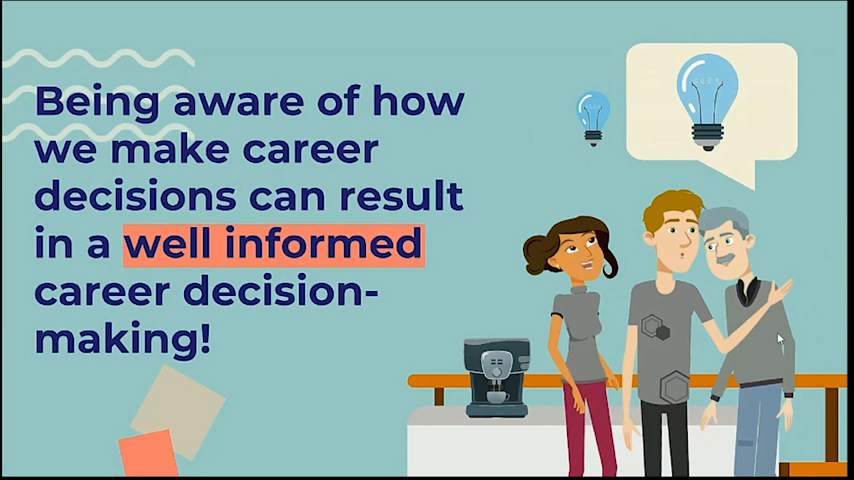 Being aware of how
we make career
decisions can result
in a well informed
career decision-
making!